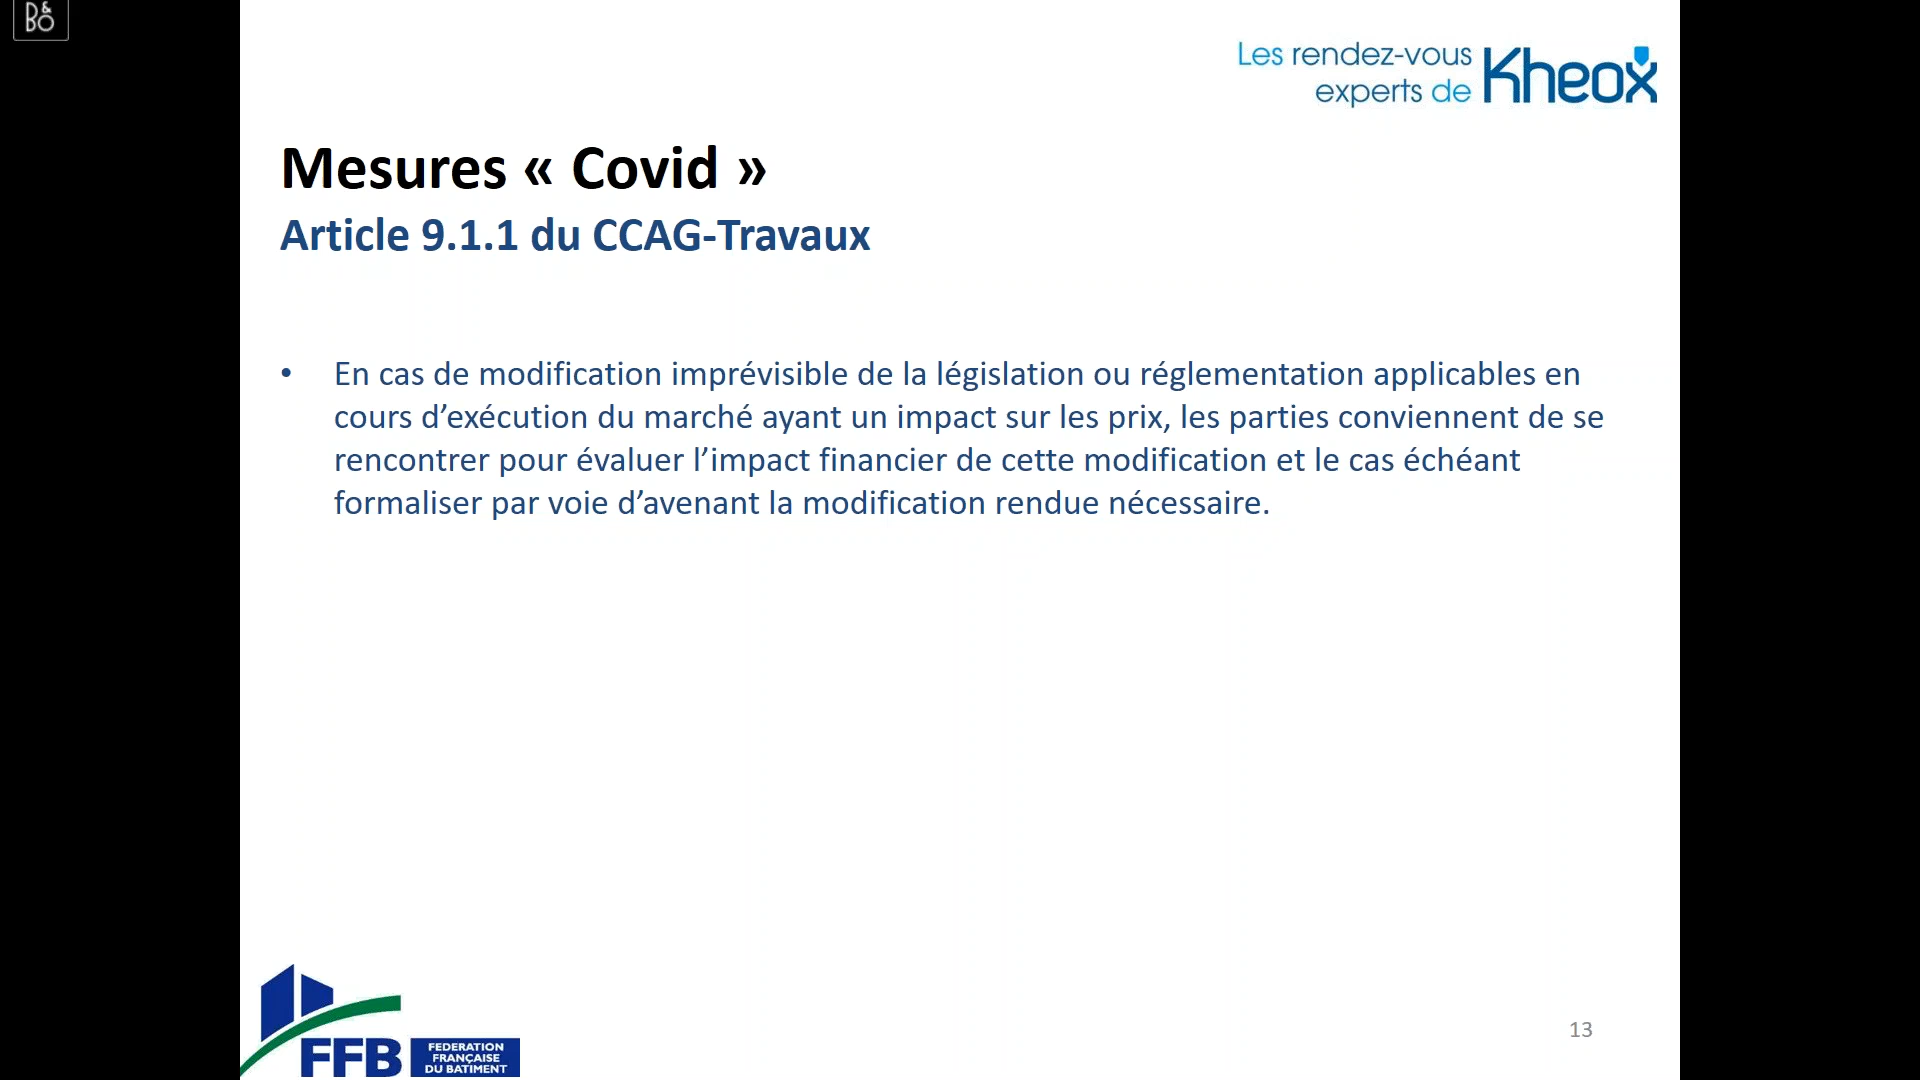 B&O
Les rendez-vous
experts de
Kheox
Mesures « Covid »
Article 9.1.1 du CCAG-Travaux
• En cas de modification imprévisible de la législation ou réglementation applicables en
cours d’exécution du marché ayant un impact sur les prix, les parties conviennent de se
rencontrer pour évaluer l’impact financier de cette modification et le cas échéant
formaliser par voie d’avenant la modification rendue nécessaire.
FFB
FEDERATION
FRANÇAISE
DU BATIMENT
13